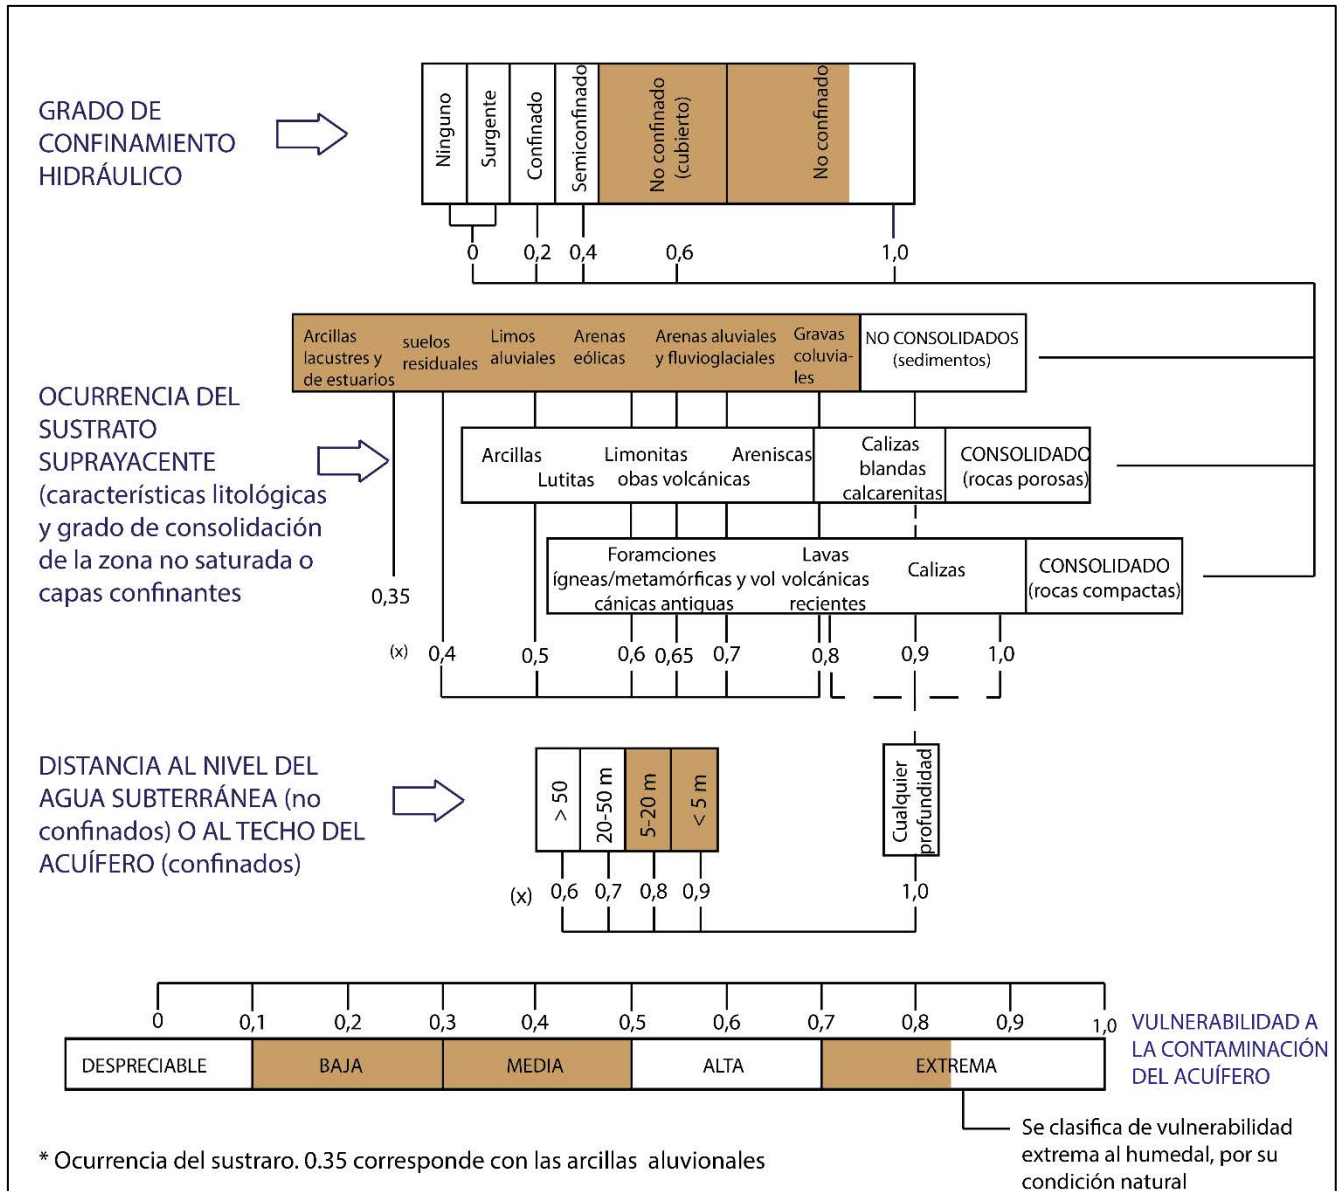 GRADO DE
CONFINAMIENTO
HIDRÁULICO
Ninguno
Surgente
Confinado
Semiconfinado
No confinado
(cubierto)
No confinado
0 0,2 0,4 0,6 1,0
Arcillas
lacustres y
de estuarios
suelos
residuales
Limos
aluviales
Arenas
eólicas
Arenas aluviales
y fluvioglaciales
Gravas
coluvia-
les
NO CONSOLIDADOS
(sedimentos)
OCURRENCIA DEL
SUSTRATO
SUPRAYACENTE
(características litológicas
y grado de consolidación
de la zona no saturada o
capas confinantes
Arcillas
Lutitas
Limonitas
obas volcánicas
Areniscas
Calizas
blandas
calcarenitas
CONSOLIDADO
(rocas porosas)
Foramciones
ígneas/metamórficas y vol
cánicas antiguas
Lavas
volcánicas
recientes
Calizas
CONSOLIDADO
(rocas compactas)
0,35
(x) 0,4 0,5 0,6 0,65 0,7 0,8 0,9 1,0
DISTANCIA AL NIVEL DEL
AGUA SUBTERRÁNEA (no
confinados) O AL TECHO DEL
ACUÍFERO (confinados)
> 50
20-50 m
5-20 m
< 5 m
Cualquier
profundidad
(x) 0,6 0,7 0,8 0,9 1,0
0 0,1 0,2 0,3 0,4 0,5 0,6 0,7 0,8 0,9 1,0
DESPRECIABLE BAJA MEDIA ALTA EXTREMA
VULNERABILIDAD A
LA CONTAMINACIÓN
DEL ACUÍFERO
Se clasifica de vulnerabilidad
extrema al humedal, por su
condición natural
* Ocurrencia del sustraro. 0.35 corresponde con las arcillas aluvionales